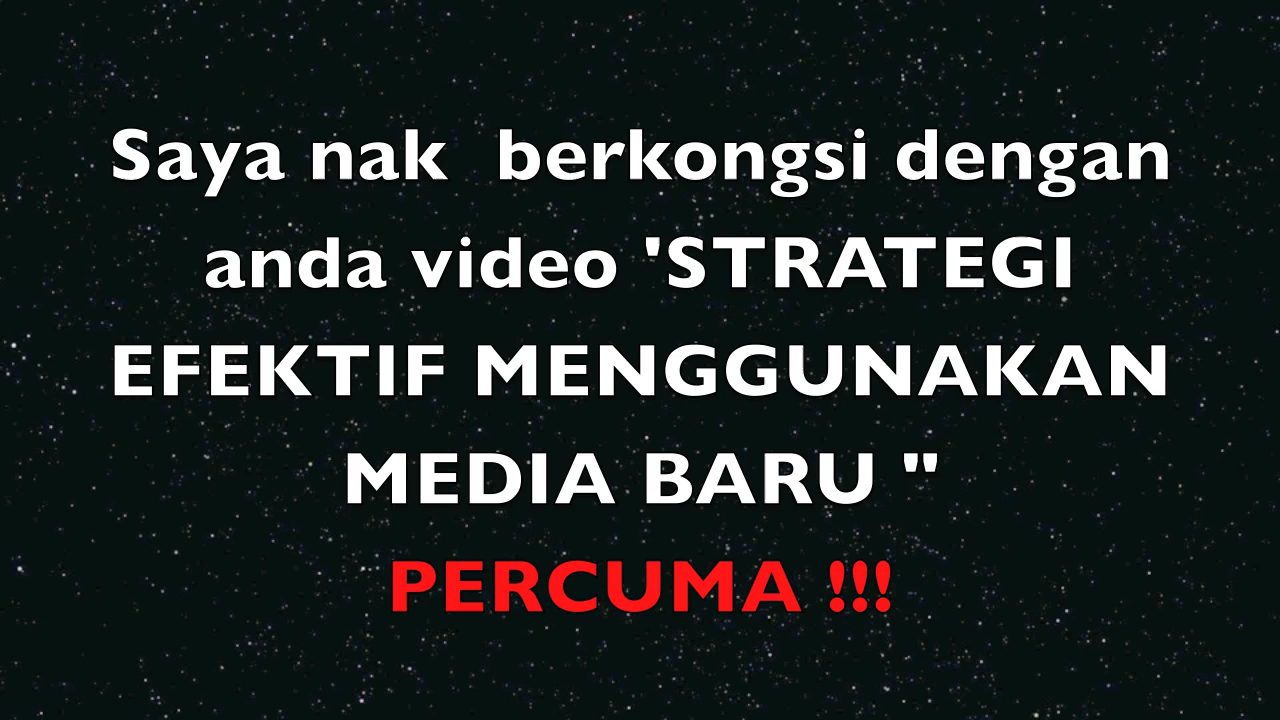 Saya nak  berkongsi dengan
anda video 'STRATEGI
EFEKTIF MENGGUNAKAN
MEDIA BARU "
PERCUMA !!!